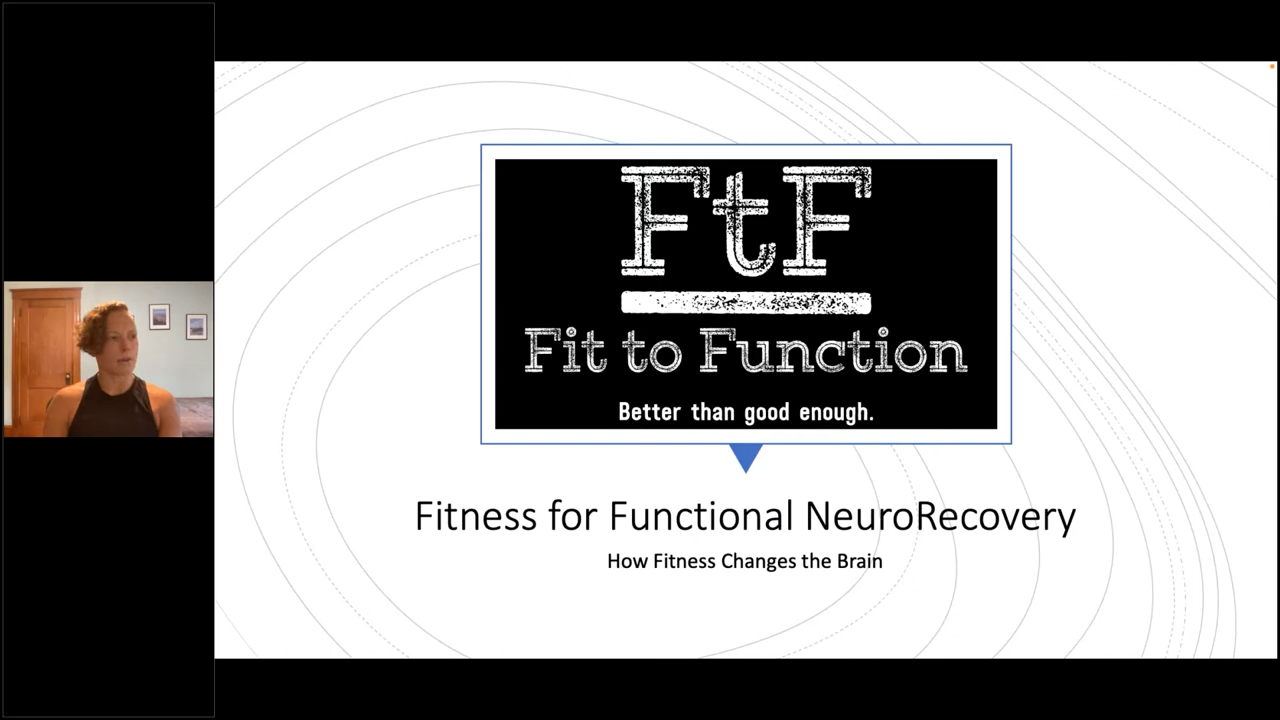 FtF
Fit to Function
Better than good enough.
Fitness for Functional NeuroRecovery
How Fitness Changes the Brain